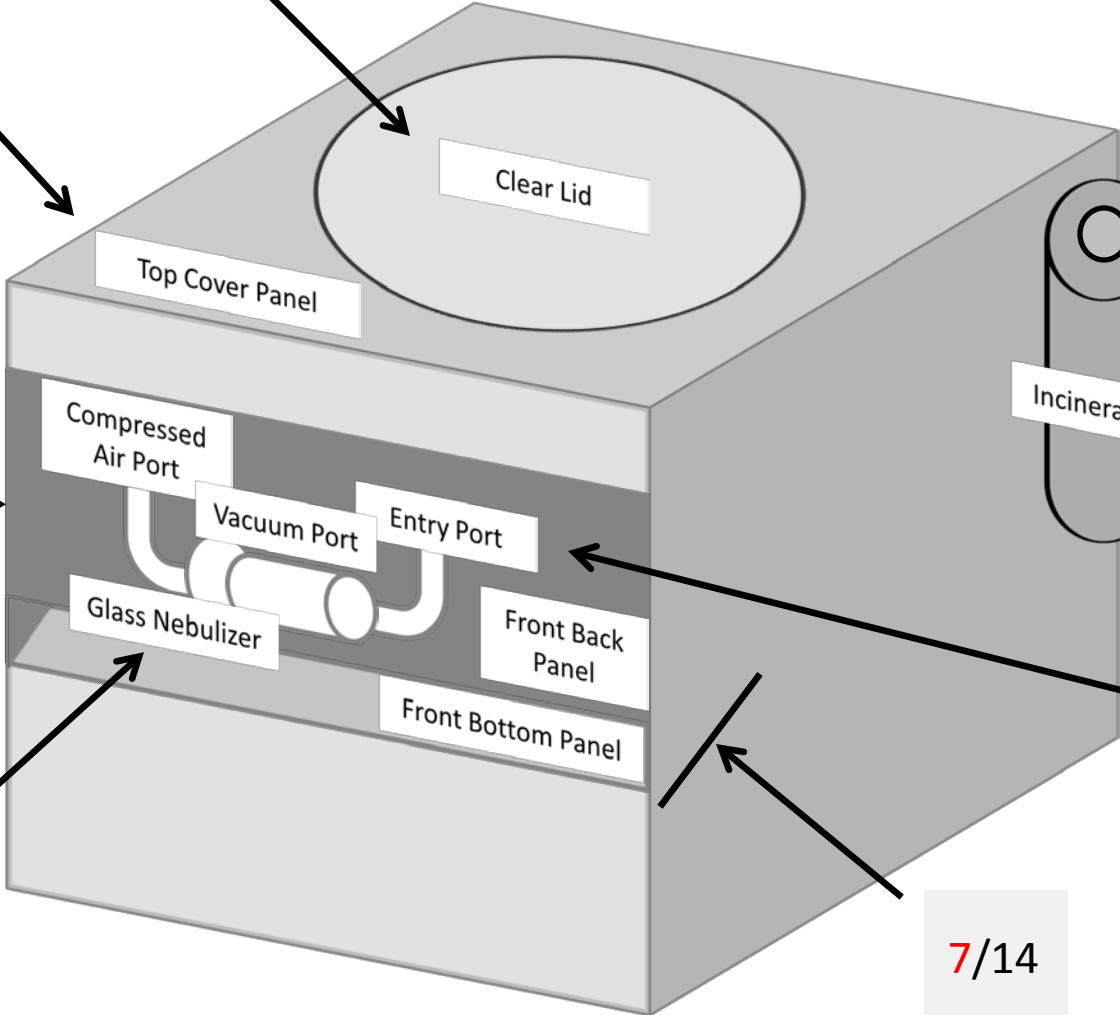 Clear Lid
Top Cover Panel
Incinera
Compressed
Air Port
Vacuum Port
Entry Port
Glass Nebulizer
Front Back
Panel
Front Bottom Panel
7/14